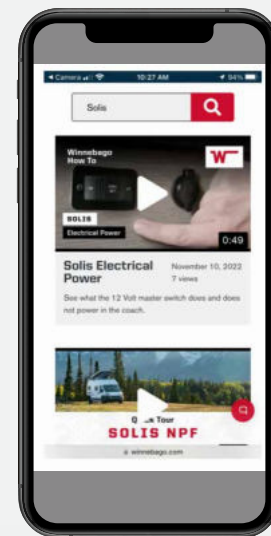 Camera 10:27 AM 94%
Solis
Winnebago
How To
W
SOLIS
Electrical Power
0:49
Solis Electrical
Power
November 10, 2022
7 views
See what the 12 Volt master switch does and does
not power in the coach.
Tour
SOLIS NPF
winnebago.com